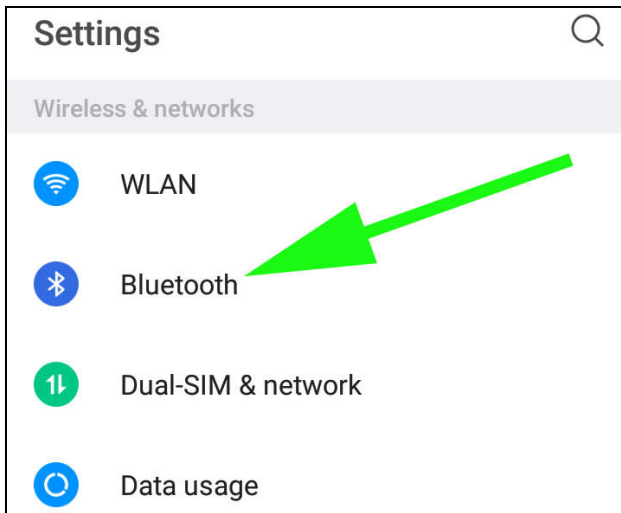 Settings
Wireless & networks
WLAN
Bluetooth
Dual-SIM & network
Data usage